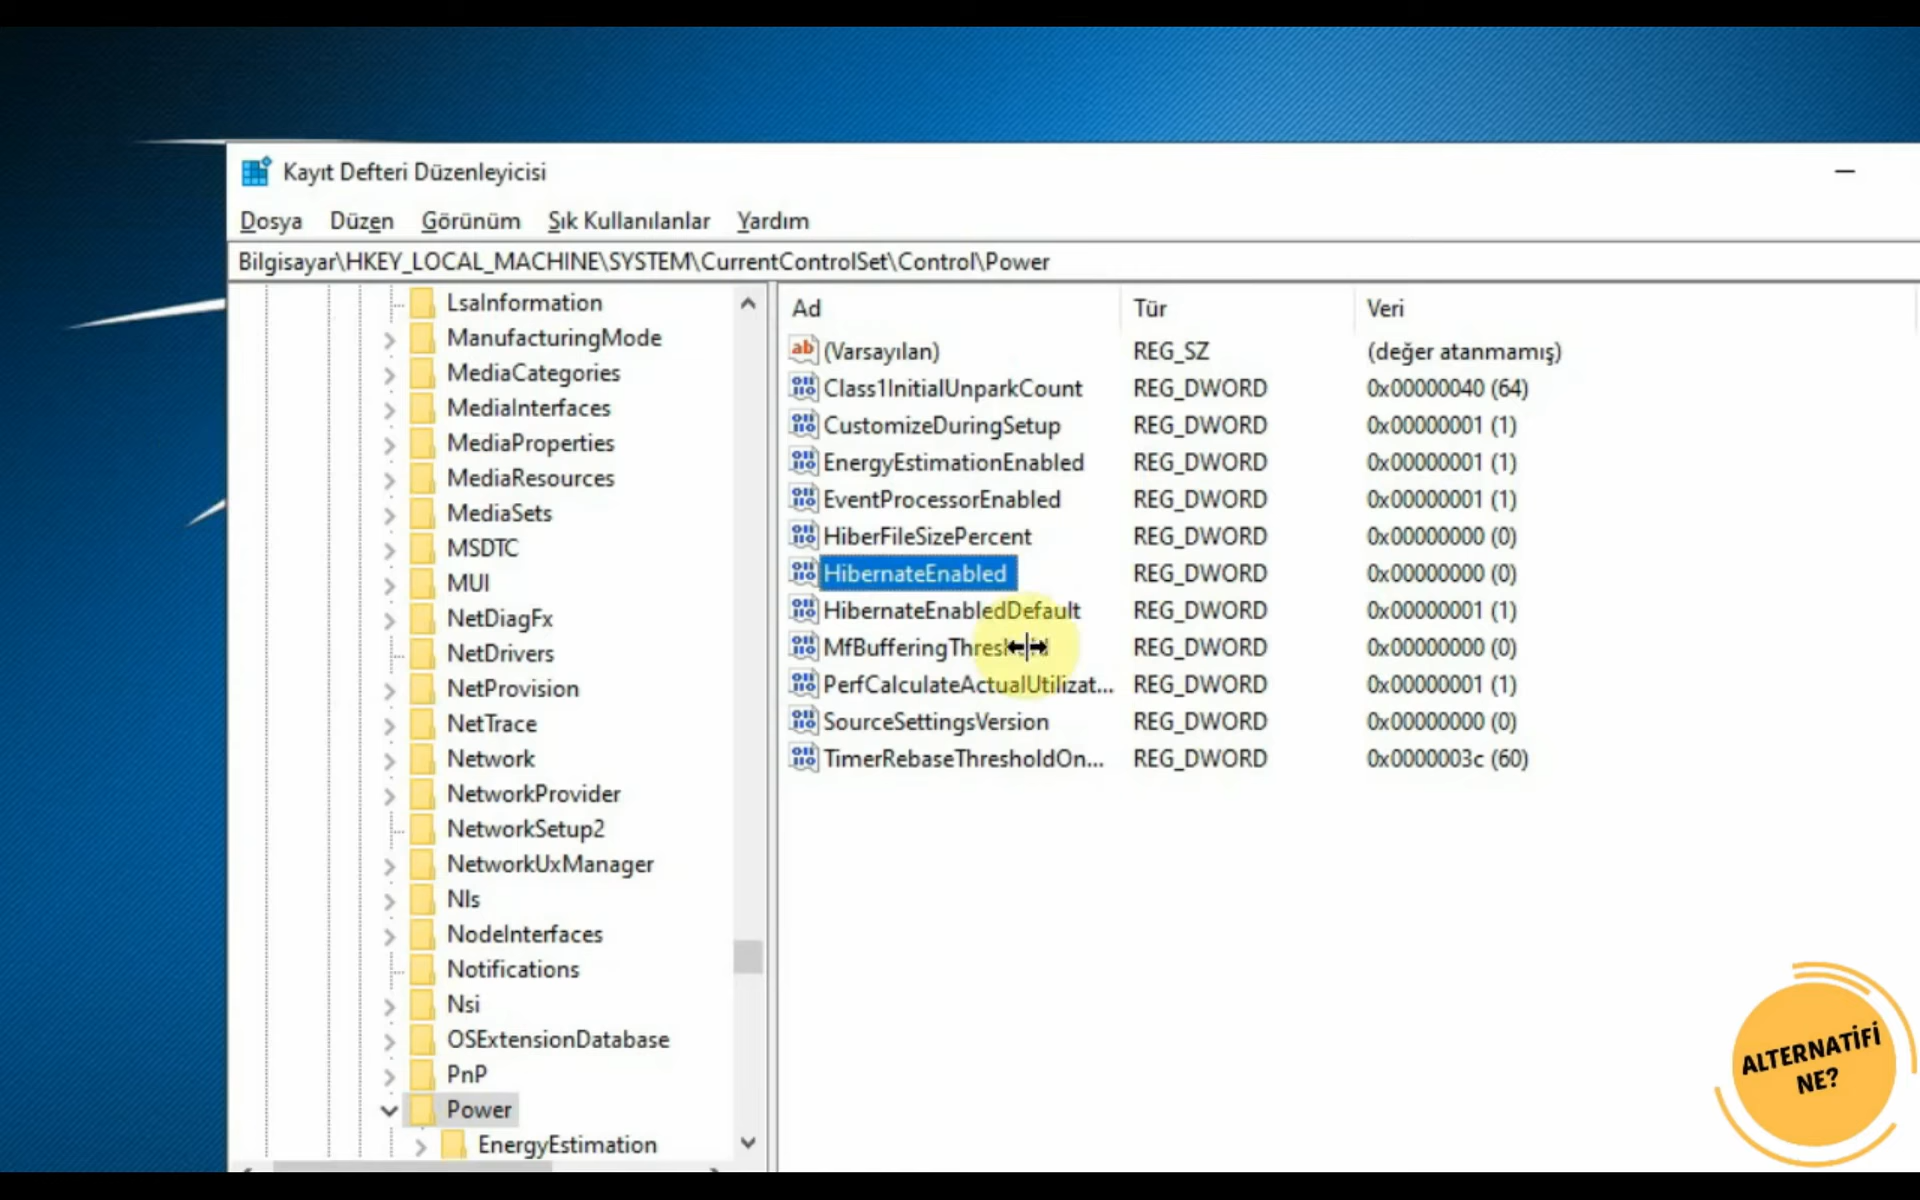 Kayıt Defteri Düzenleyicisi
Dosya Düzen Görünüm Sık Kullanılanlar Yardım
Bilgisayar\HKEY_LOCAL_MACHINE\SYSTEM\CurrentControlSet\Control\Power
LsaInformation
ManufacturingMode
MediaCategories
MediaInterfaces
MediaProperties
MediaResources
MediaSets
MSDTC
MUI
NetDiagFx
NetDrivers
NetProvision
NetTrace
Network
NetworkProvider
NetworkSetup2
NetworkUxManager
Nls
NodeInterfaces
Notifications
Nsi
OSExtensionDatabase
PnP
Power
EnergyEstimation
Ad Tür Veri
(Varsayılan) REG_SZ (değer atanmamış)
Class1InitialUnparkCount REG_DWORD 0x00000040 (64)
CustomizeDuringSetup REG_DWORD 0x00000001 (1)
EnergyEstimationEnabled REG_DWORD 0x00000001 (1)
EventProcessorEnabled REG_DWORD 0x00000001 (1)
HiberFileSizePercent REG_DWORD 0x00000000 (0)
HibernateEnabled REG_DWORD 0x00000000 (0)
HibernateEnabledDefault REG_DWORD 0x00000001 (1)
MfBufferingThreshold REG_DWORD 0x00000000 (0)
PerfCalculateActualUtilizat... REG_DWORD 0x00000001 (1)
SourceSettingsVersion REG_DWORD 0x00000000 (0)
TimerRebaseThresholdOn... REG_DWORD 0x0000003c (60)
ALTERNATİFİ
NE?